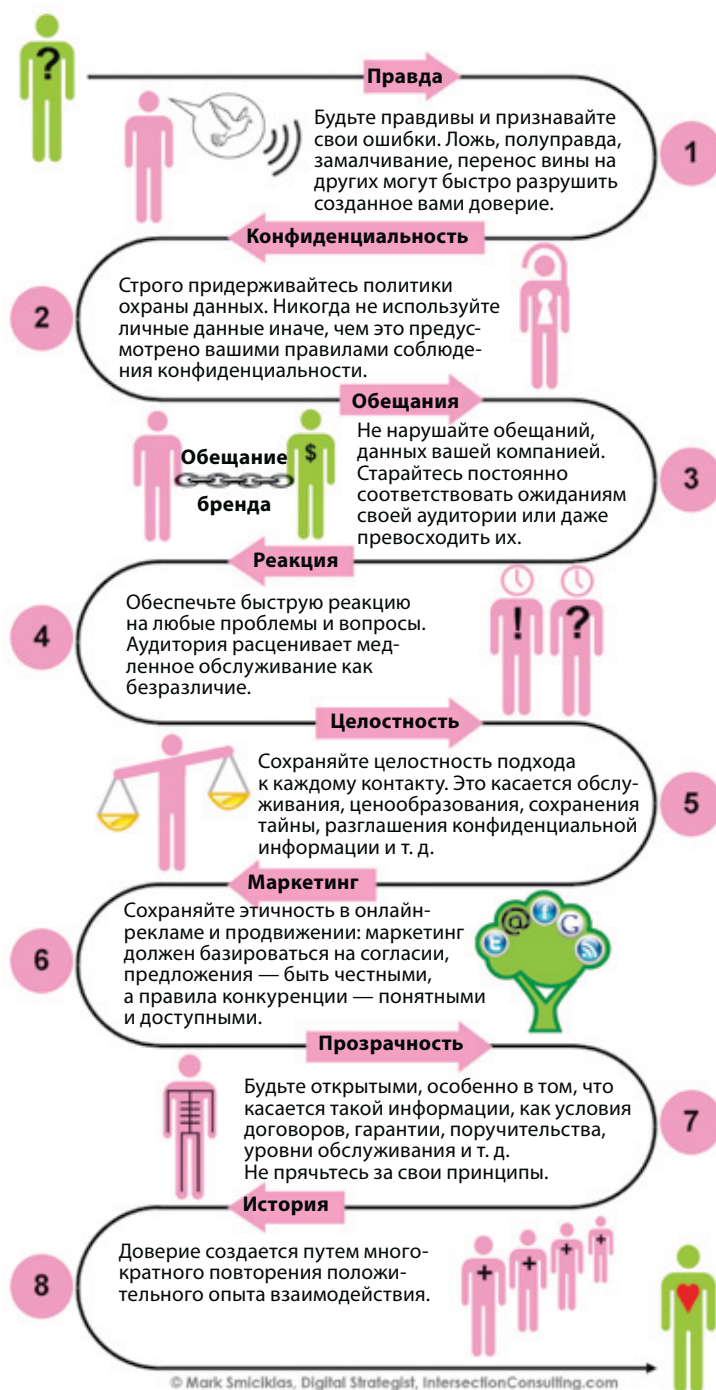 ?
Правда
Будьте правдивы и признавайте
свои ошибки. Ложь, полуправда,
замалчивание, перенос вины на
других могут быстро разрушить
созданное вами доверие.
1
Конфиденциальность
Строго придерживайтесь политики
охраны данных. Никогда не используйте
личные данные иначе, чем это предус-
мотрено вашими правилами соблюде-
ния конфиденциальности.
2
Обещания
Обещание
бренда
$
Не нарушайте обещаний,
данных вашей компанией.
Старайтесь постоянно
соответствовать ожиданиям
своей аудитории или даже
превосходить их.
3
Реакция
Обеспечьте быструю реакцию
на любые проблемы и вопросы.
Аудитория расценивает мед-
ленное обслуживание как
безразличие.
! ?
4
Целостность
Сохраняйте целостность подхода
к каждому контакту. Это касается обслу-
живания, ценообразования, сохранения
тайны, разглашения конфиденциальной
информации и т. д.
5
Маркетинг
Сохраняйте этичность в онлайн-
рекламе и продвижении: маркетинг
должен базироваться на согласии,
предложения — быть честными,
а правила конкуренции — понятными
и доступными.
t @ f G
6
Прозрачность
Будьте открытыми, особенно в том, что
касается такой информации, как условия
договоров, гарантии, поручительства,
уровни обслуживания и т. д.
Не прячьтесь за свои принципы.
7
История
Доверие создается путем много-
кратного повторения положи-
тельного опыта взаимодействия.
+ + + +
8
© Mark Smiciklas, Digital Strategist, IntersectionConsulting.com